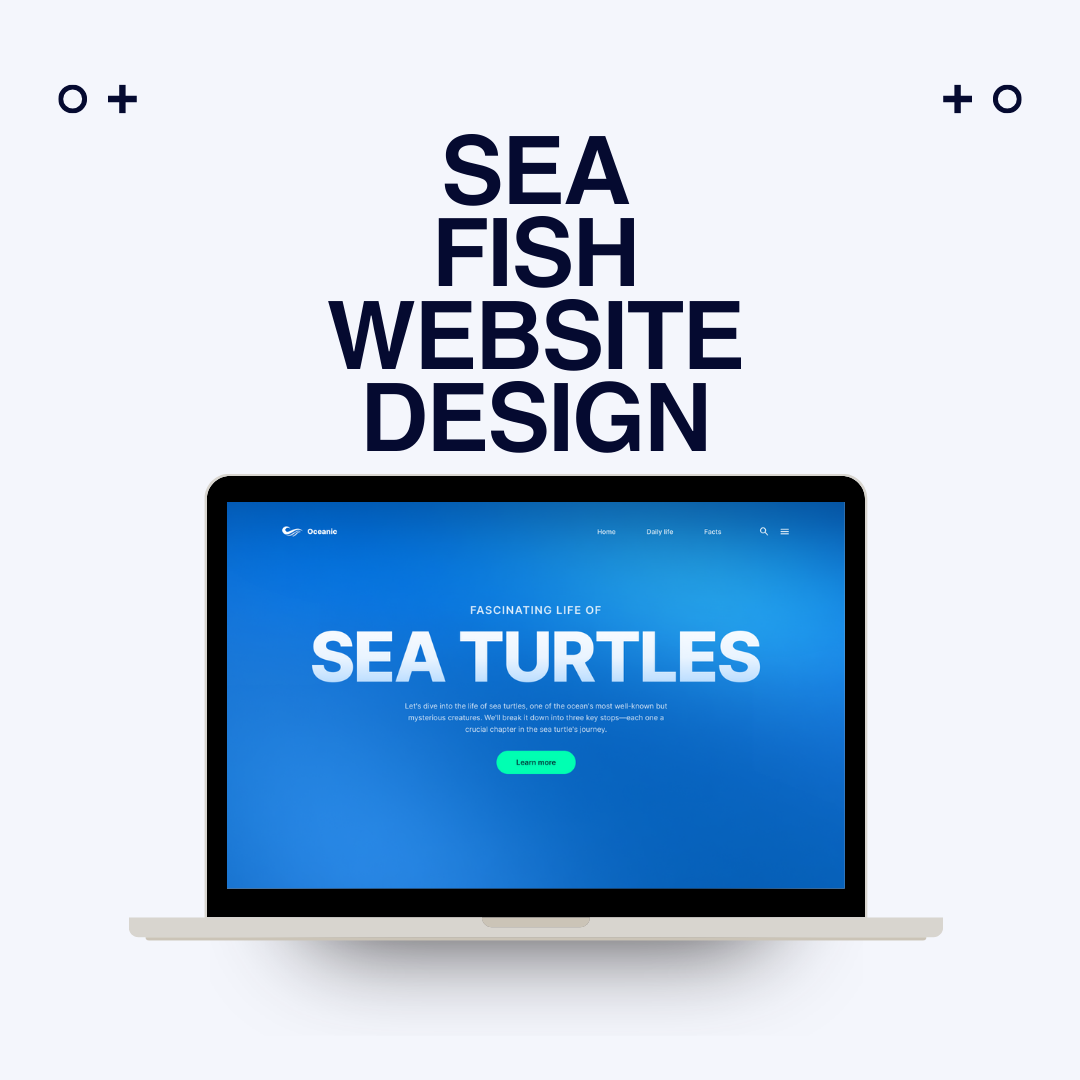 SEA
FISH
WEBSITE
DESIGN
Oceanic Home Daily life Facts
FASCINATING LIFE OF
SEA TURTLES
Let's dive into the life of sea turtles, one of the ocean's most well-known but
mysterious creatures. We'll break it down into three key stops—each one a
crucial chapter in the sea turtle's journey.
Learn more